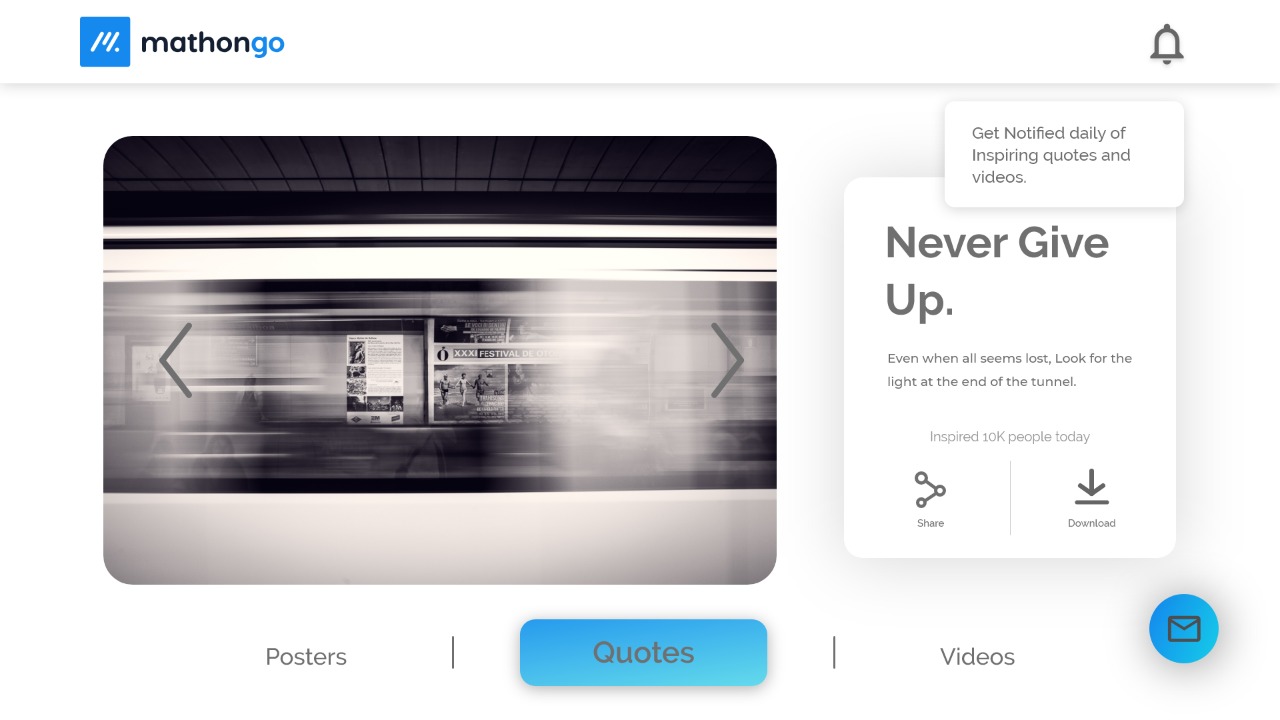 mathongo
Get Notified daily of
Inspiring quotes and
videos.
Never Give
Up.
Even when all seems lost, Look for the
light at the end of the tunnel.
Inspired 10K people today
Share
Download
XXXI FESTIVAL DE
Posters
Quotes
Videos